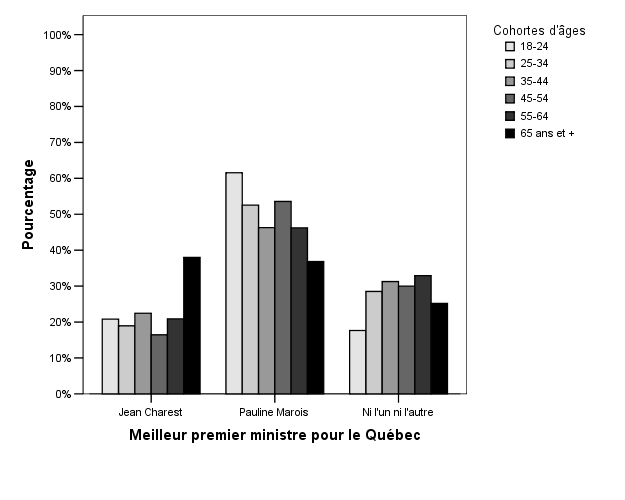 Cohortes d'âges
18-24
25-34
35-44
45-54
55-64
65 ans et +
Pourcentage
100%
90%
80%
70%
60%
50%
40%
30%
20%
10%
0%
Jean Charest
Pauline Marois
Ni l'un ni l'autre
Meilleur premier ministre pour le Québec